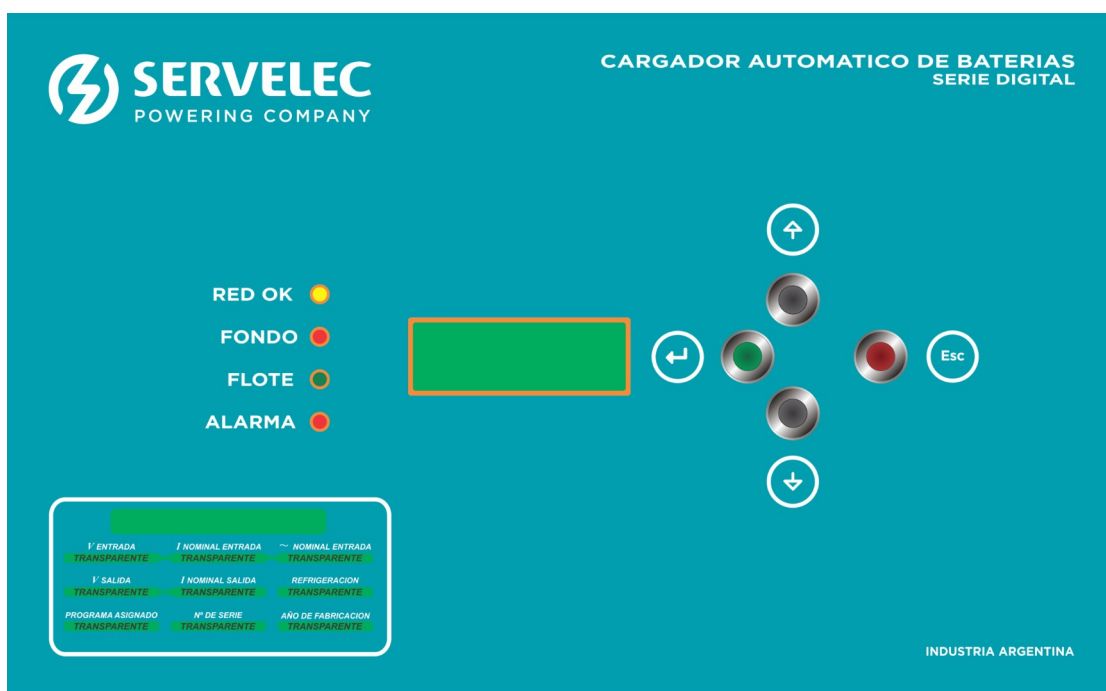 SERVELEC
POWERING COMPANY
CARGADOR AUTOMATICO DE BATERIAS
SERIE DIGITAL
RED OK
FONDO
FLOTE
ALARMA
Esc
V ENTRADA I NOMINAL ENTRADA ~ NOMINAL ENTRADA
TRANSPARENTE TRANSPARENTE TRANSPARENTE
V SALIDA I NOMINAL SALIDA REFRIGERACION
TRANSPARENTE TRANSPARENTE TRANSPARENTE
PROGRAMA ASIGNADO Nº DE SERIE AÑO DE FABRICACION
TRANSPARENTE TRANSPARENTE TRANSPARENTE
INDUSTRIA ARGENTINA